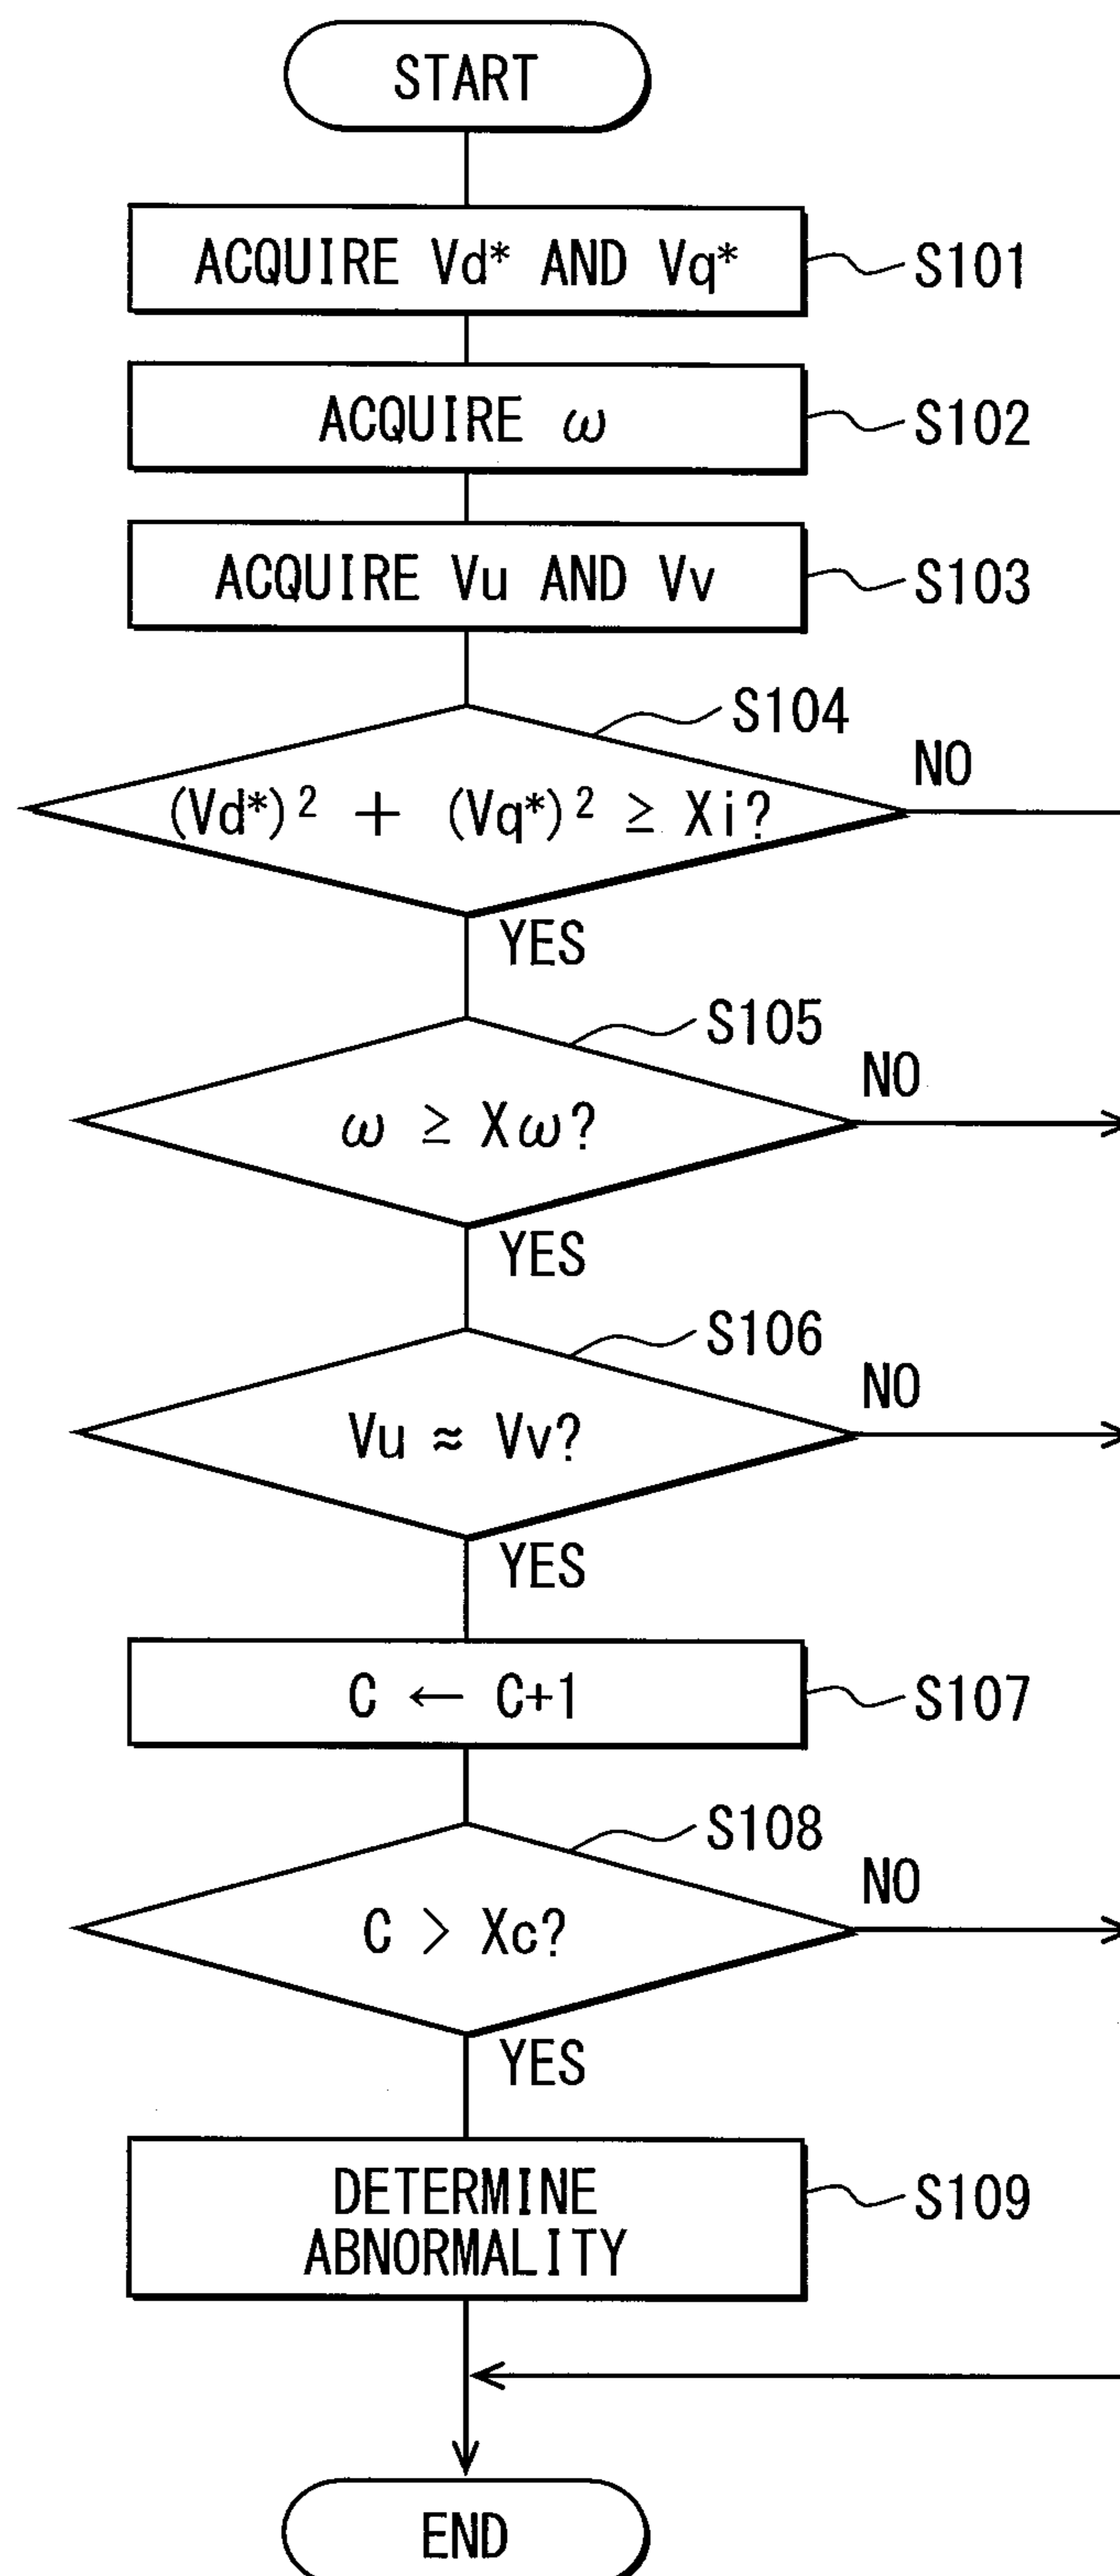 START
ACQUIRE Vd* AND Vq*
S101
ACQUIRE ω
S102
ACQUIRE Vu AND Vv
S103
S104
(Vd*)² + (Vq*)² ≥ Xi?
NO
YES
S105
ω ≥ Xω?
NO
YES
S106
Vu ≈ Vv?
NO
YES
C ← C+1
S107
S108
C > Xc?
NO
YES
DETERMINE
ABNORMALITY
S109
END